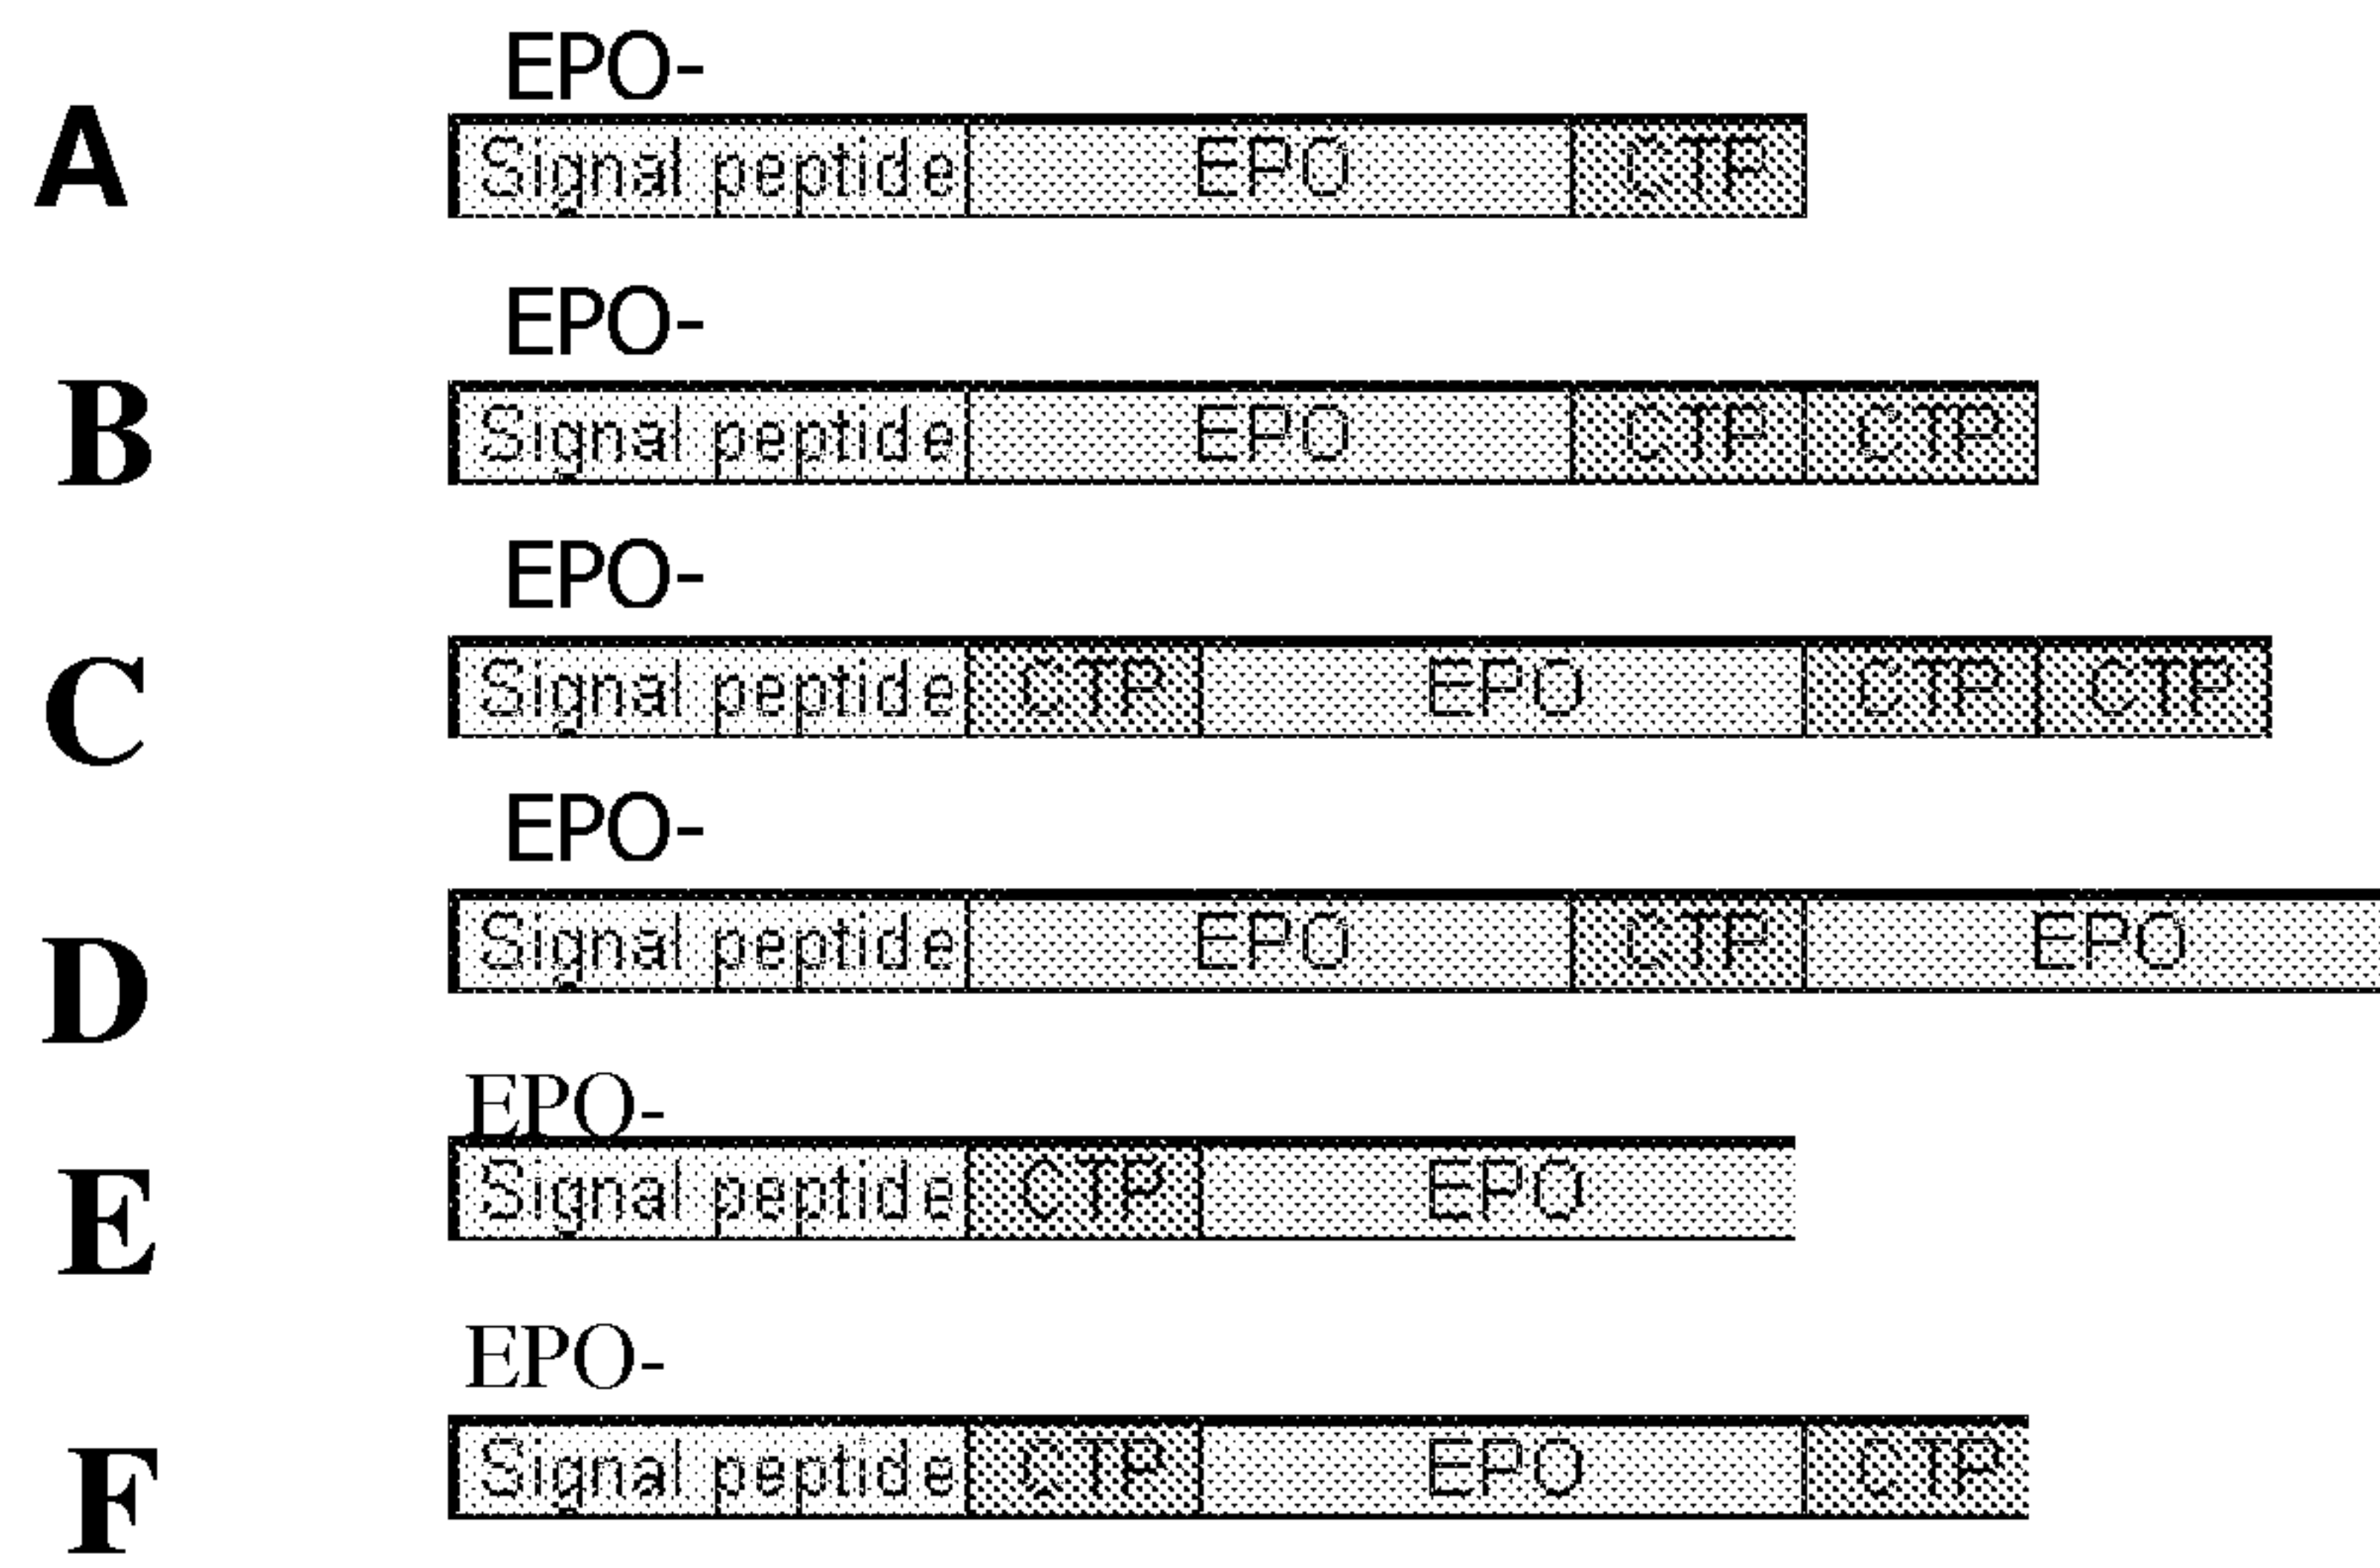 EPO-
A Signal peptide EPO CTP
EPO-
B Signal peptide EPO CTP CTP
EPO-
C Signal peptide CTP EPO CTP CTP
EPO-
D Signal peptide EPO CTP EPO
EPO-
E Signal peptide CTP EPO
EPO-
F Signal peptide CTP EPO CTP